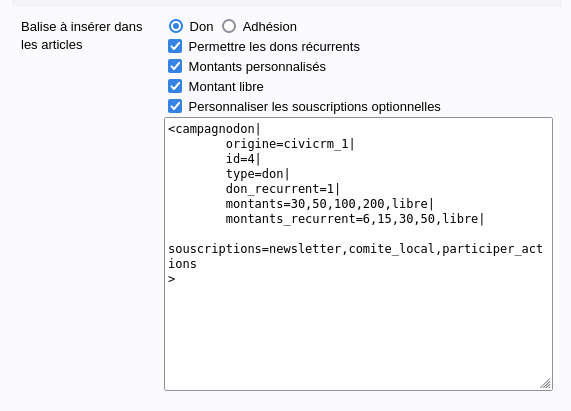 Balise à insérer dans
les articles
Don Adhésion
Permettre les dons récurrents
Montants personnalisés
Montant libre
Personnaliser les souscriptions optionnelles
<campagnodon|
origine=civicrm_1|
id=4|
type=don|
don_recurrent=1|
montants=30,50,100,200,libre|
montants_recurrent=6,15,30,50,libre|
souscriptions=newsletter,comite_local,participer_act
ions
>